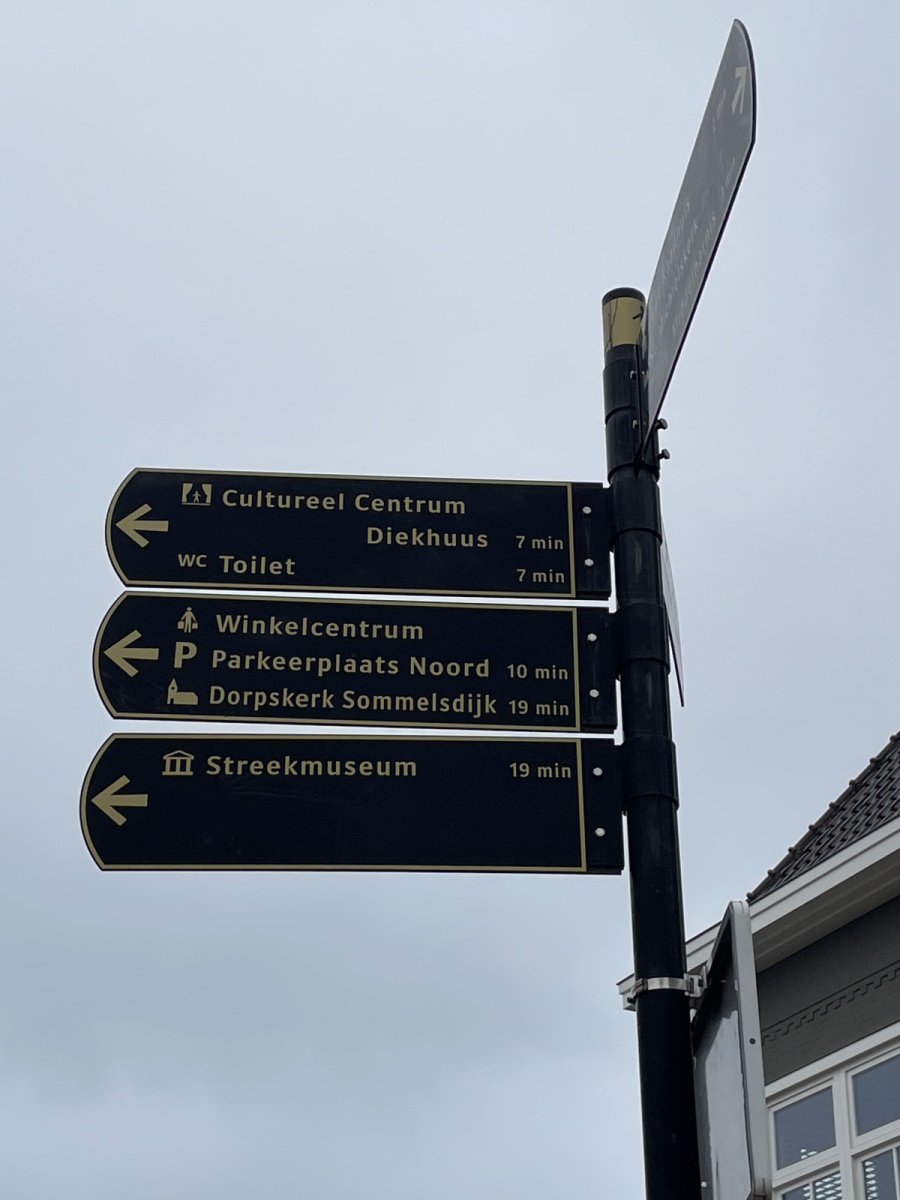 Cultureel Centrum
Diekhuus 7 min
WC Toilet 7 min
Winkelcentrum
P Parkeerplaats Noord 10 min
Dorpskerk Sommelsdijk 19 min
Streekmuseum 19 min